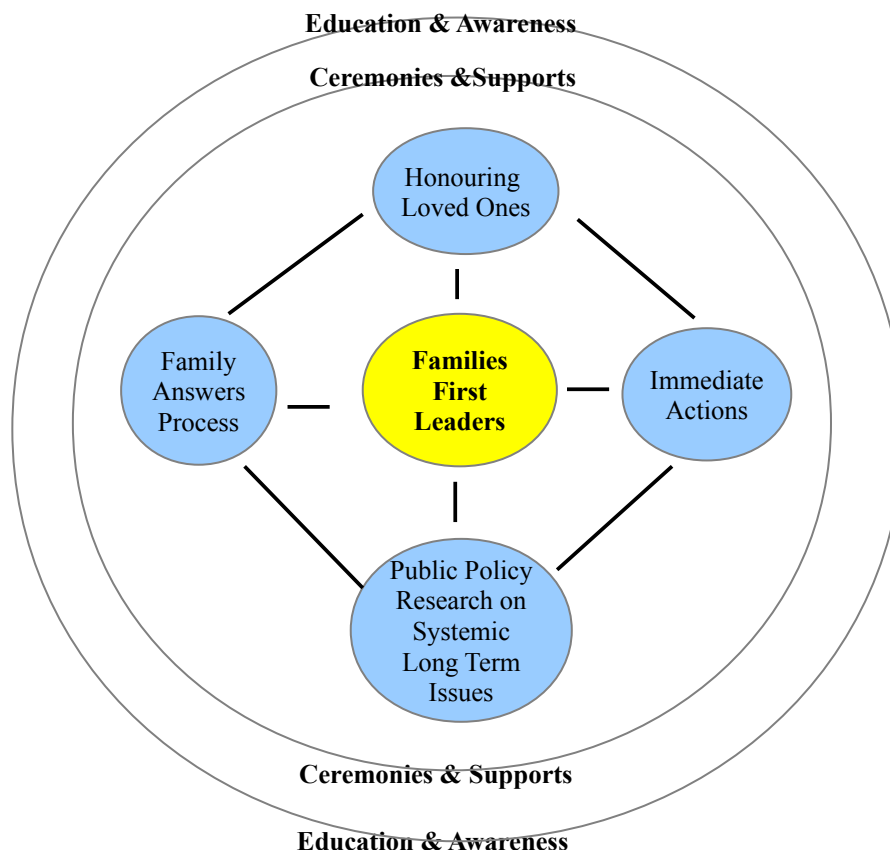 Education & Awareness
Ceremonies &Supports
Honouring
Loved Ones
Family
Answers
Process
Families
First
Leaders
Immediate
Actions
Public Policy
Research on
Systemic
Long Term
Issues
Ceremonies & Supports
Education & Awareness